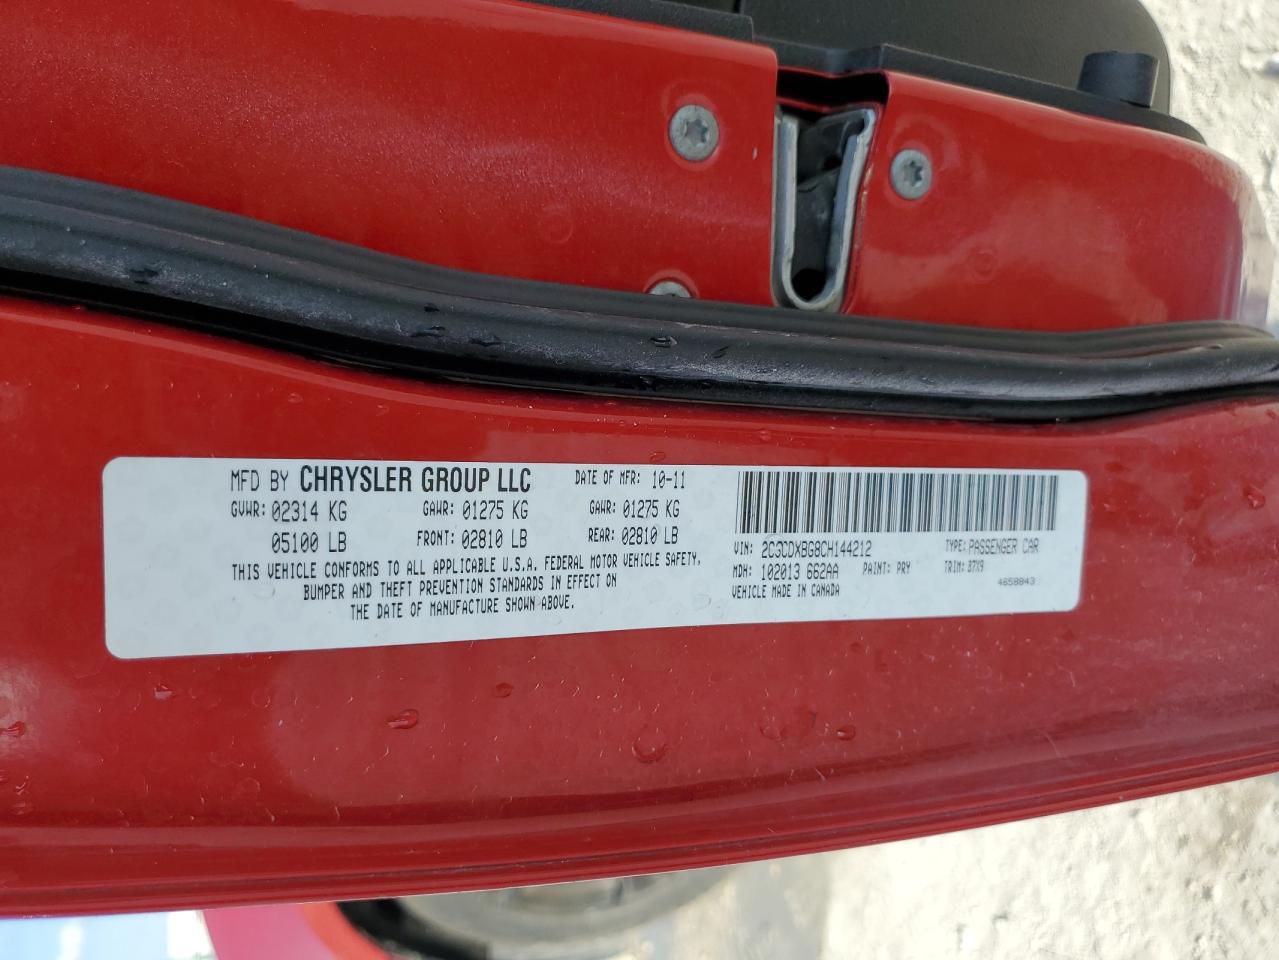 MFD BY CHRYSLER GROUP LLC DATE OF MFR: 10-11
GVWR: 02314 KG GAWR: 01275 KG GAWR: 01275 KG
05100 LB FRONT: 02810 LB REAR: 02810 LB
THIS VEHICLE CONFORMS TO ALL APPLICABLE U.S.A. FEDERAL MOTOR VEHICLE SAFETY,
BUMPER AND THEFT PREVENTION STANDARDS IN EFFECT ON
THE DATE OF MANUFACTURE SHOWN ABOVE.
VIN: 2C3CDXBG8CH144212 TYPE: PASSENGER CAR
MDH: 102013 662AA PAINT: PRY TRIM: B7X9
VEHICLE MADE IN CANADA 4658843